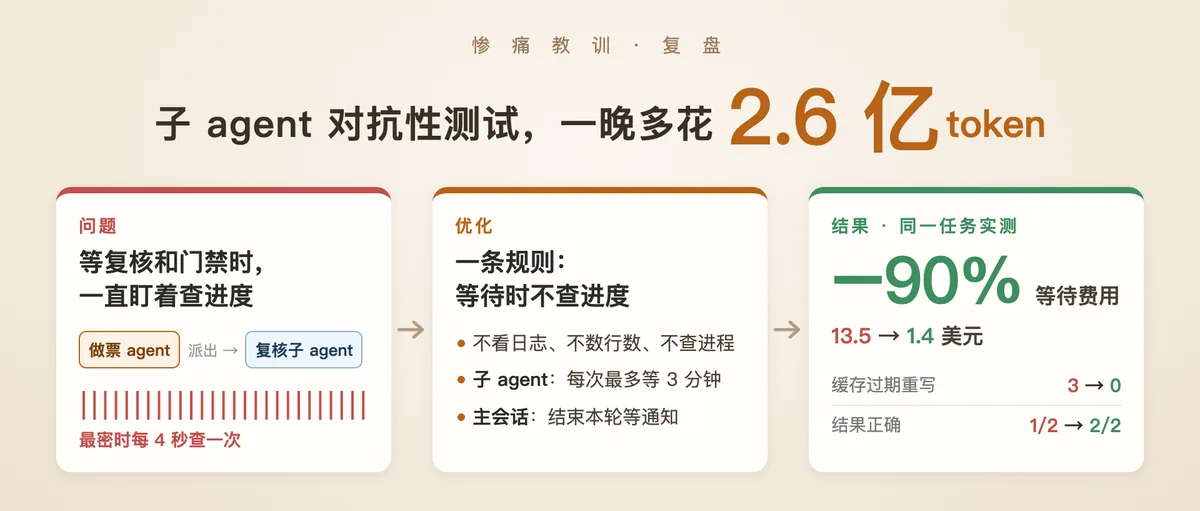 惨痛教训 · 复盘
子 agent 对抗性测试，一晚多花 2.6 亿 token
问题
等复核和门禁时，
一直盯着查进度
做票 agent 派出 → 复核子 agent
最密时每 4 秒查一次
→
优化
一条规则：
等待时不查进度
• 不看日志、不数行数、不查进程
• 子 agent：每次最多等 3 分钟
• 主会话：结束本轮等通知
→
结果 · 同一任务实测
−90% 等待费用
13.5 → 1.4 美元
缓存过期重写 3 → 0
结果正确 1/2 → 2/2